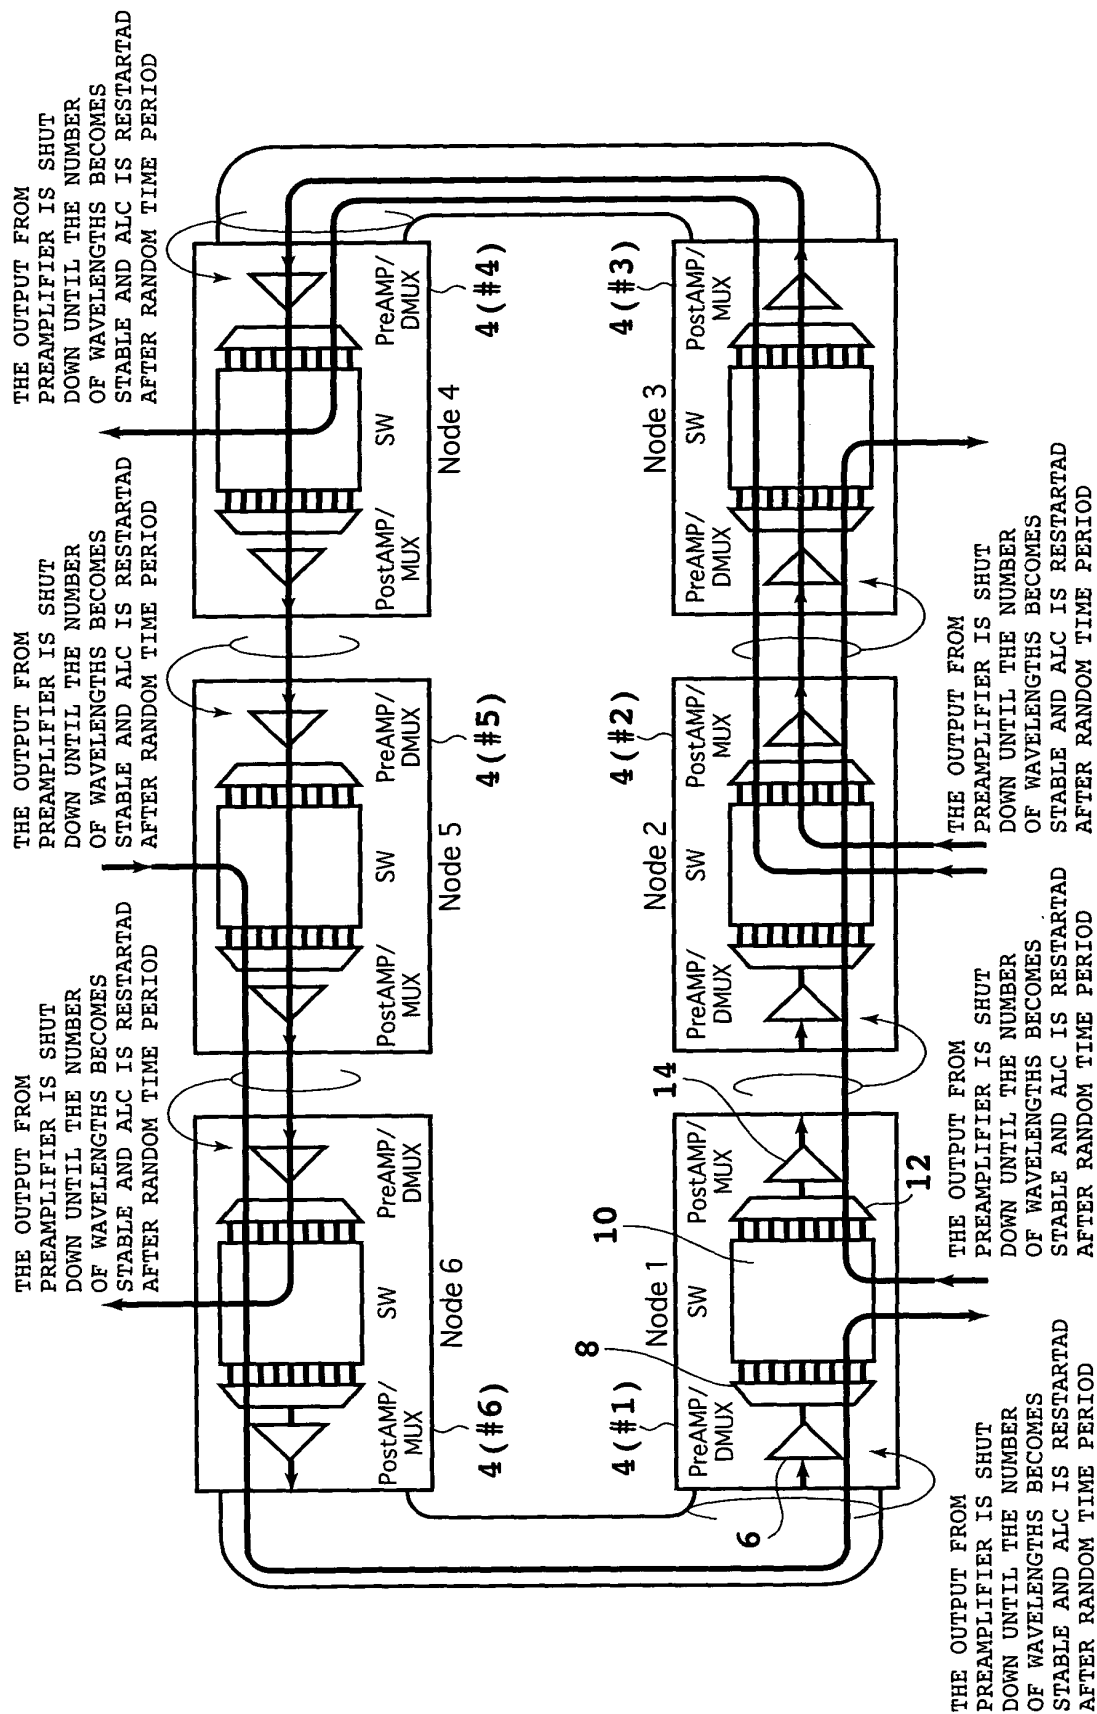 THE OUTPUT FROM
PREAMPLIFIER IS SHUT
DOWN UNTIL THE NUMBER
OF WAVELENGTHS BECOMES
STABLE AND ALC IS RESTARTAD
AFTER RANDOM TIME PERIOD
THE OUTPUT FROM
PREAMPLIFIER IS SHUT
DOWN UNTIL THE NUMBER
OF WAVELENGTHS BECOMES
STABLE AND ALC IS RESTARTAD
AFTER RANDOM TIME PERIOD
THE OUTPUT FROM
PREAMPLIFIER IS SHUT
DOWN UNTIL THE NUMBER
OF WAVELENGTHS BECOMES
STABLE AND ALC IS RESTARTAD
AFTER RANDOM TIME PERIOD
PostAMP/
MUX
SW
PreAMP/
DMUX
Node 6
4(#6)
PostAMP/
MUX
SW
PreAMP/
DMUX
Node 5
4(#5)
PostAMP/
MUX
SW
PreAMP/
DMUX
Node 4
4(#4)
4(#1)
8
10
Node 1
PreAMP/
DMUX
SW
PostAMP/
MUX
14
6
12
4(#2)
Node 2
PreAMP/
DMUX
SW
PostAMP/
MUX
4(#3)
Node 3
PreAMP/
DMUX
SW
PostAMP/
MUX
THE OUTPUT FROM
PREAMPLIFIER IS SHUT
DOWN UNTIL THE NUMBER
OF WAVELENGTHS BECOMES
STABLE AND ALC IS RESTARTAD
AFTER RANDOM TIME PERIOD
THE OUTPUT FROM
PREAMPLIFIER IS SHUT
DOWN UNTIL THE NUMBER
OF WAVELENGTHS BECOMES
STABLE AND ALC IS RESTARTAD
AFTER RANDOM TIME PERIOD
THE OUTPUT FROM
PREAMPLIFIER IS SHUT
DOWN UNTIL THE NUMBER
OF WAVELENGTHS BECOMES
STABLE AND ALC IS RESTARTAD
AFTER RANDOM TIME PERIOD